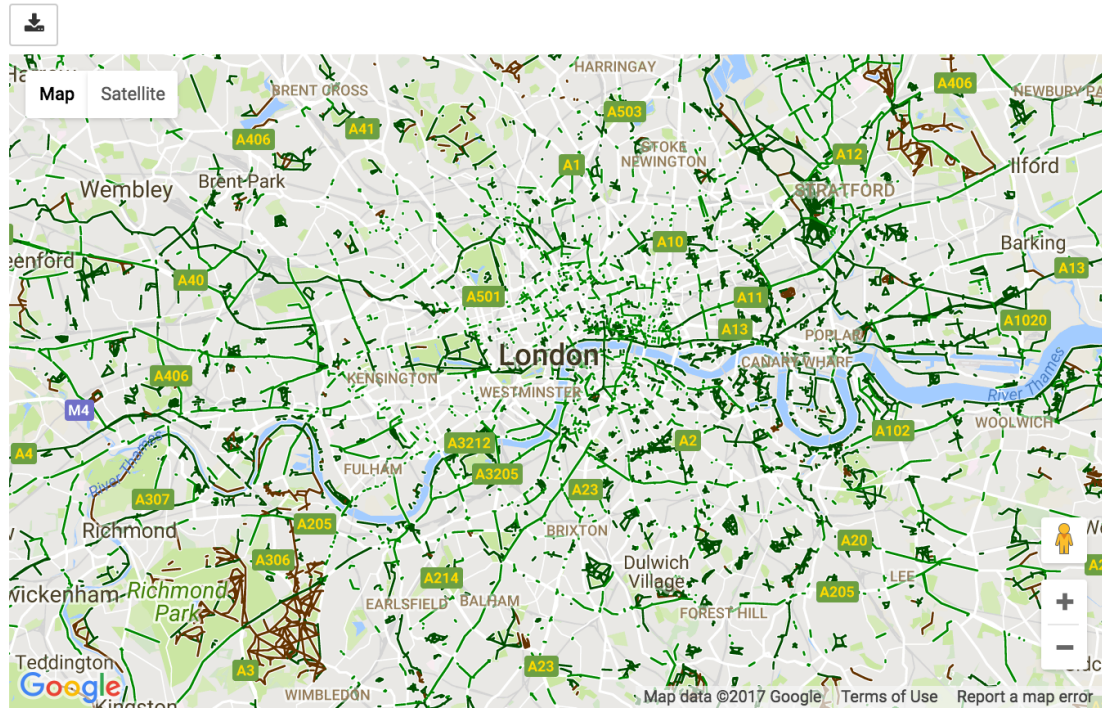 Map
Satellite
HARRINGAY
BRENT CROSS
A406
NEWBURY PA
A503
A41
A406
STOKE
NEWINGTON
A12
A1
Ilford
Brent Park
Wembley
STRATFORD
A10
Barking
eenford
A13
A40
A501
A11
A1020
A13
POPLAR
London
CANARY WHARF
A406
KENSINGTON
WESTMINSTER
River Thames
M4
WOOLWICH
A102
A3212
A2
A4
River Thames
FULHAM
A3205
A307
A23
A205
Richmond
BRIXTON
A20
A306
Dulwich
Village
A214
LEE
wickenham
Richmond
Park
A205
EARLSFIELD
BALHAM
FOREST HILL
Teddington
A3
A23
Google
WIMBLEDON
Kingston
Map data ©2017 Google
Terms of Use
Report a map error